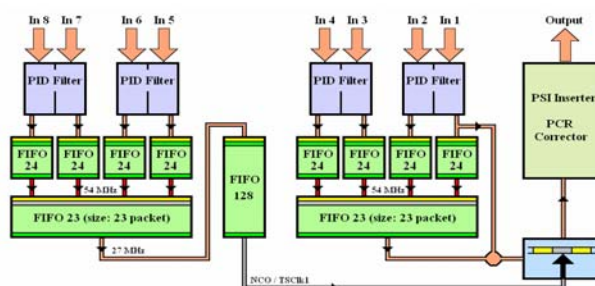 In 8 In 7 In 6 In 5 In 4 In 3 In 2 In 1 Output
PID Filter PID Filter PID Filter PID Filter
PSI Inserter
PCR Corrector
FIFO 24 FIFO 24 FIFO 24 FIFO 24
FIFO 128
FIFO 24 FIFO 24 FIFO 24 FIFO 24
54 MHz 54 MHz
FIFO 23 (size: 23 packet) FIFO 23 (size: 23 packet)
27 MHz
NCO / TSClk1